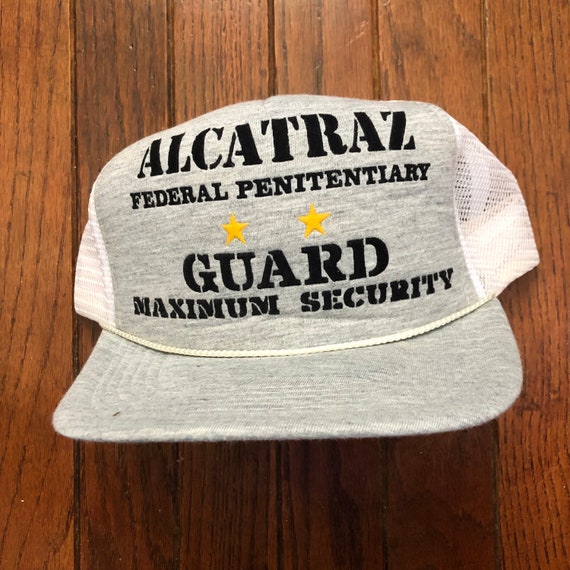 ALCATRAZ
FEDERAL PENITENTIARY
GUARD
MAXIMUM SECURITY